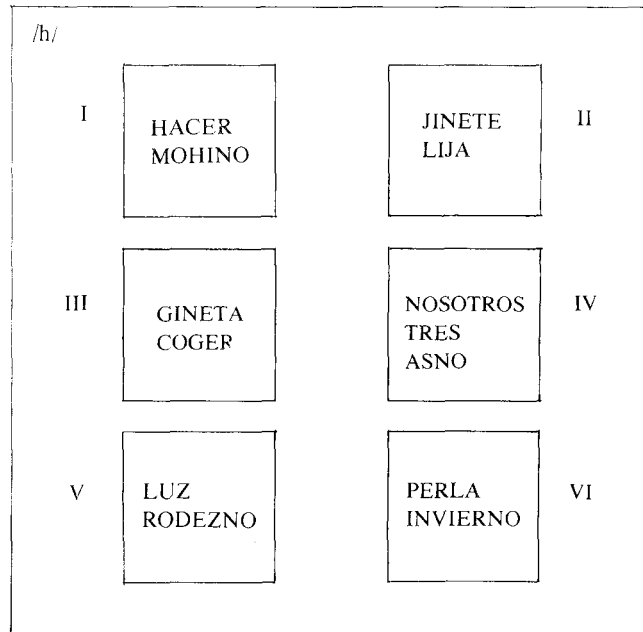 /h/
I
HACER
MOHINO
JINETE
LIJA
II
III
GINETA
COGER
NOSOTROS
TRES
ASNO
IV
V
LUZ
RODEZNO
PERLA
INVIERNO
VI